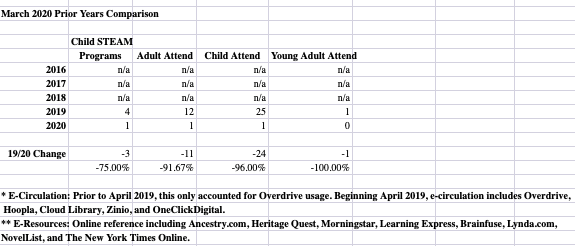 March 2020 Prior Years Comparison
Child STEAM
Programs Adult Attend Child Attend Young Adult Attend
2016 n/a n/a n/a n/a
2017 n/a n/a n/a n/a
2018 n/a n/a n/a n/a
2019 4 12 25 1
2020 1 1 1 0
19/20 Change -3 -11 -24 -1
-75.00% -91.67% -96.00% -100.00%
* E-Circulation: Prior to April 2019, this only accounted for Overdrive usage. Beginning April 2019, e-circulation includes Overdrive,
Hoopla, Cloud Library, Zinio, and OneClickDigital.
** E-Resources: Online reference including Ancestry.com, Heritage Quest, Morningstar, Learning Express, Brainfuse, Lynda.com,
NovelList, and The New York Times Online.